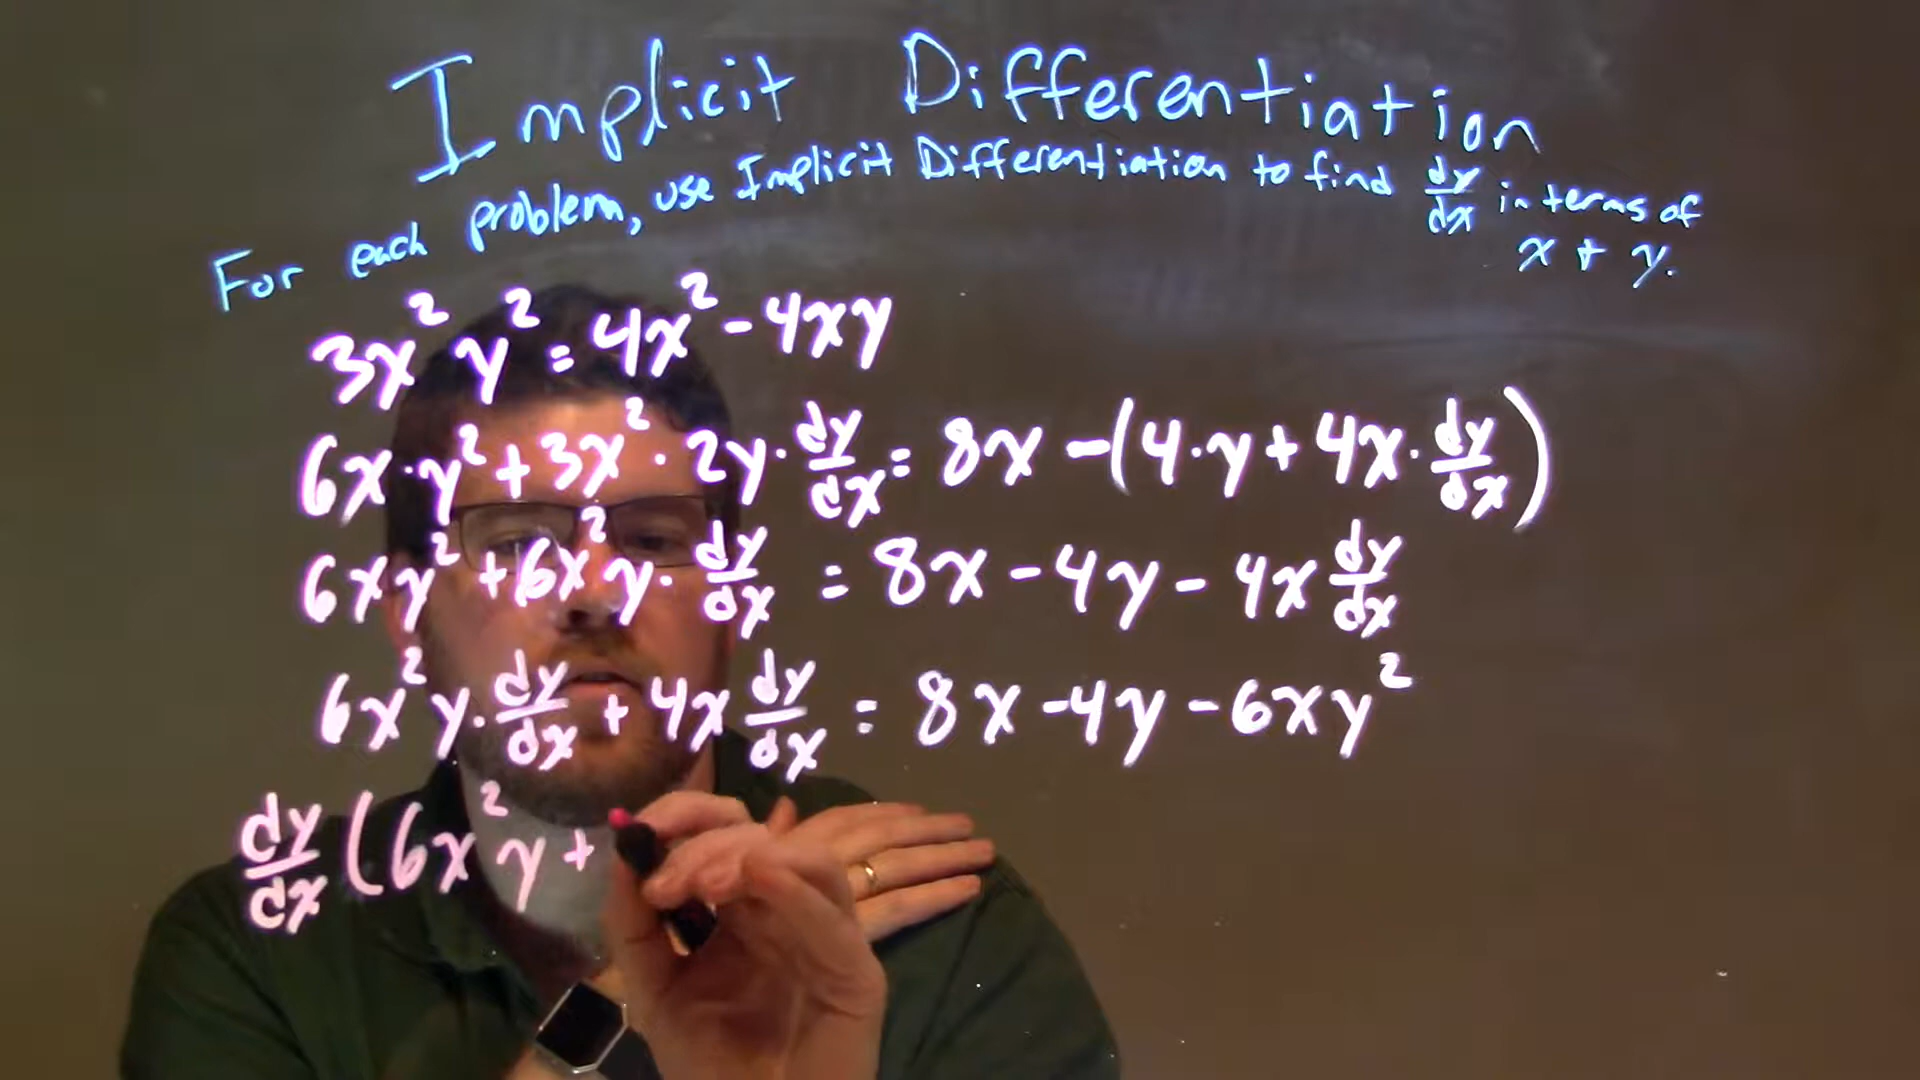 Implicit Differentiation
For each problem, use Implicit Differentiation to find dy/dx in terms of
x + y.
3x² y² = 4x² - 4xy
6x · y² + 3x² · 2y · dy/dx = 8x - (4 · y + 4x · dy/dx)
6xy² + 6x²y · dy/dx = 8x - 4y - 4x dy/dx
6x²y · dy/dx + 4x dy/dx = 8x - 4y - 6xy²
dy/dx (6x²y +